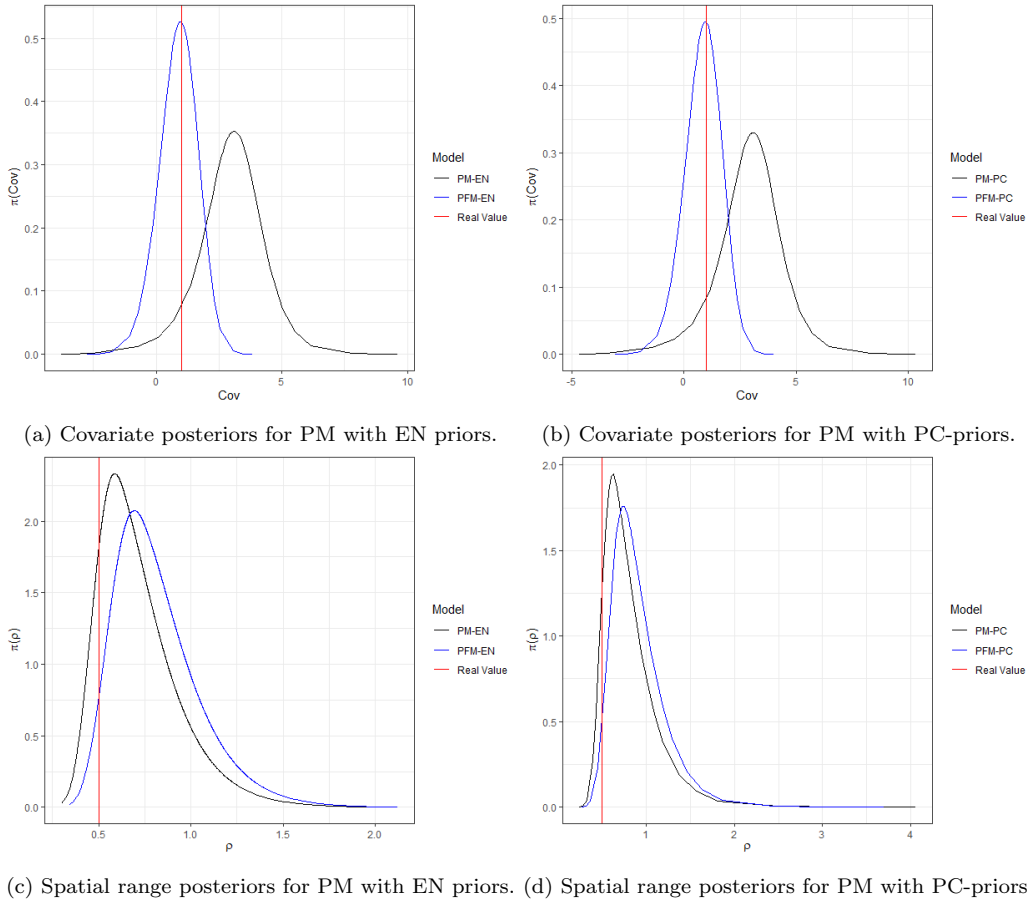 0.5
0.4
0.3
0.2
0.1
0.0
π(Cov)
0
5
10
Cov
Model
PM-EN
PFM-EN
Real Value
0.5
0.4
0.3
0.2
0.1
0.0
π(Cov)
-5
0
5
10
Cov
Model
PM-PC
PFM-PC
Real Value
(a) Covariate posteriors for PM with EN priors.
(b) Covariate posteriors for PM with PC-priors.
2.0
1.5
1.0
0.5
0.0
π(ρ)
0.5
1.0
1.5
2.0
ρ
Model
PM-EN
PFM-EN
Real Value
2.0
1.5
1.0
0.5
0.0
π(ρ)
1
2
3
4
ρ
Model
PM-PC
PFM-PC
Real Value
(c) Spatial range posteriors for PM with EN priors.
(d) Spatial range posteriors for PM with PC-priors